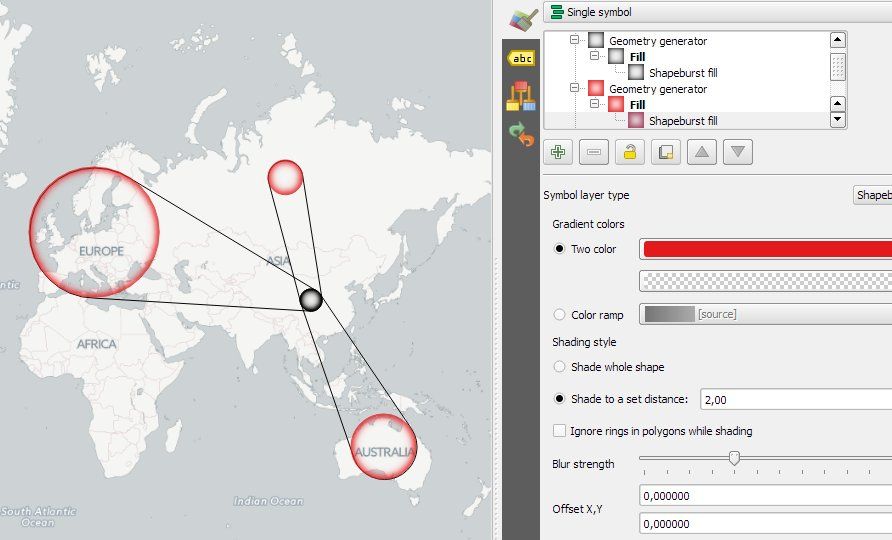 EUROPE
ASIA
AFRICA
AUSTRALIA
Indian Ocean
South Atlantic
Ocean
abc
Single symbol
Geometry generator
Fill
Shapeburst fill
Geometry generator
Fill
Shapeburst fill
Symbol layer type
Shapeb
Gradient colors
Two color
Color ramp
[source]
Shading style
Shade whole shape
Shade to a set distance:
2,00
Ignore rings in polygons while shading
Blur strength
Offset X,Y
0,000000
0,000000